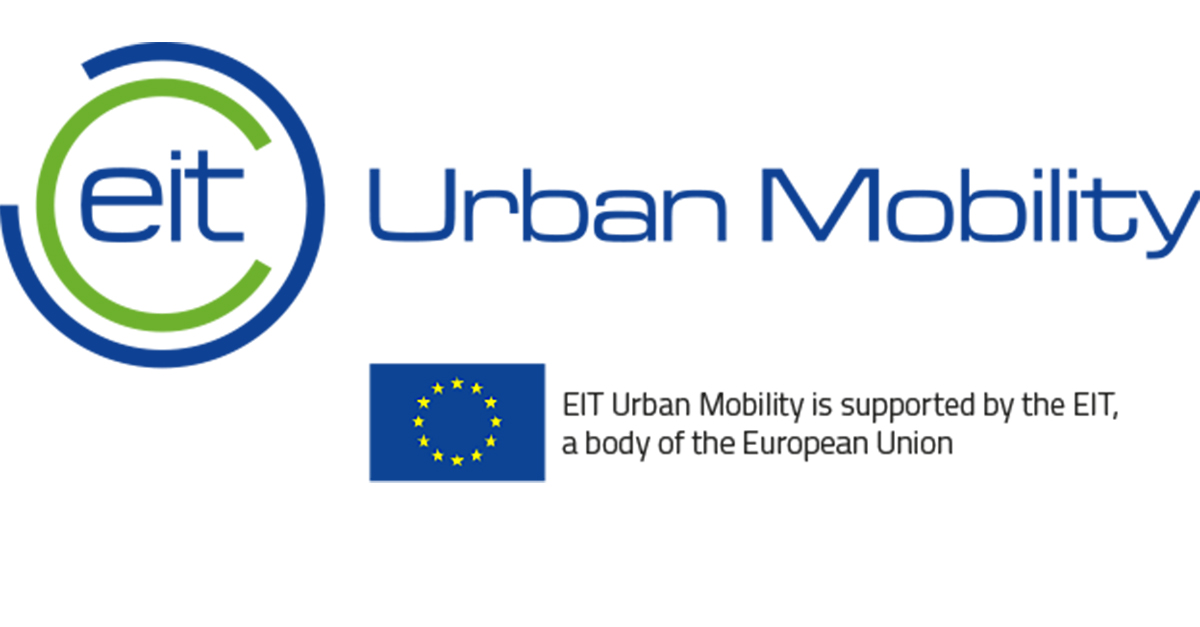 eit Urban Mobility
EIT Urban Mobility is supported by the EIT,
a body of the European Union